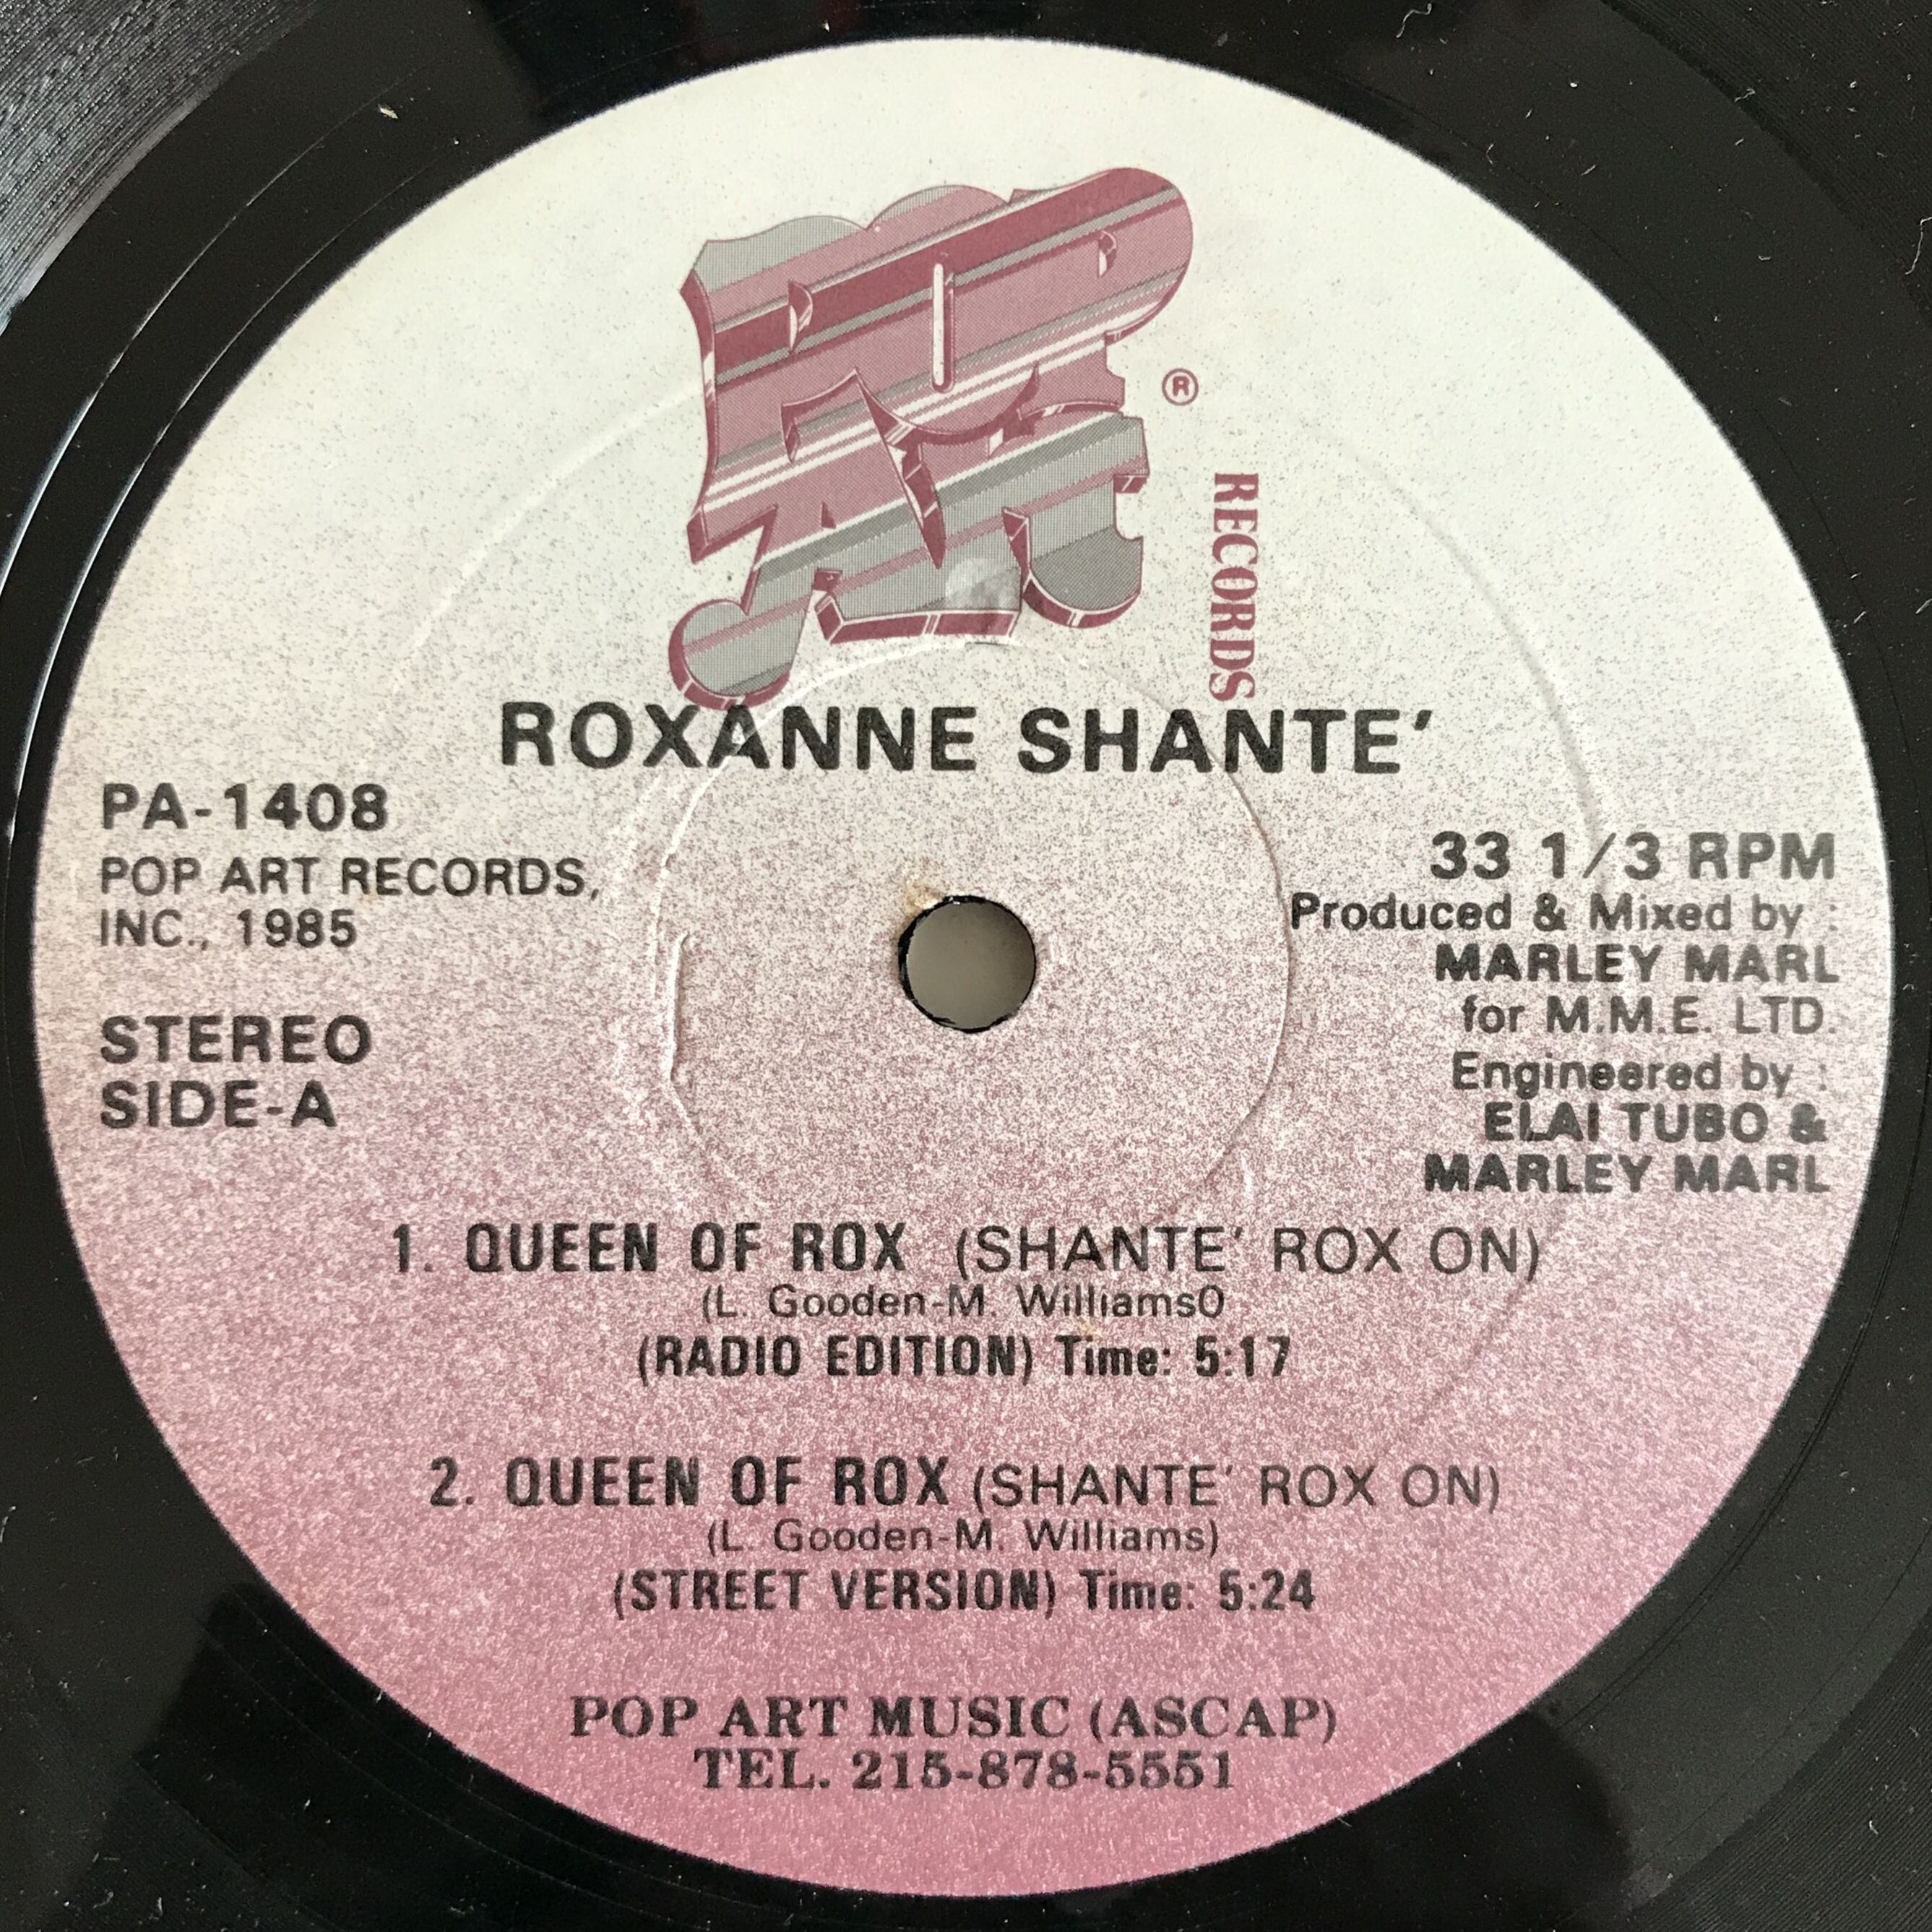 POP
ART
®
RECORDS
ROXANNE SHANTE'
PA-1408
POP ART RECORDS,
INC., 1985
STEREO
SIDE-A
33 1/3 RPM
Produced & Mixed by :
MARLEY MARL
for M.M.E. LTD.
Engineered by :
ELAI TUBO &
MARLEY MARL
1. QUEEN OF ROX (SHANTE' ROX ON)
(L. Gooden-M. Williams0
(RADIO EDITION) Time: 5:17
2. QUEEN OF ROX (SHANTE' ROX ON)
(L. Gooden-M. Williams)
(STREET VERSION) Time: 5:24
POP ART MUSIC (ASCAP)
TEL. 215-878-5551